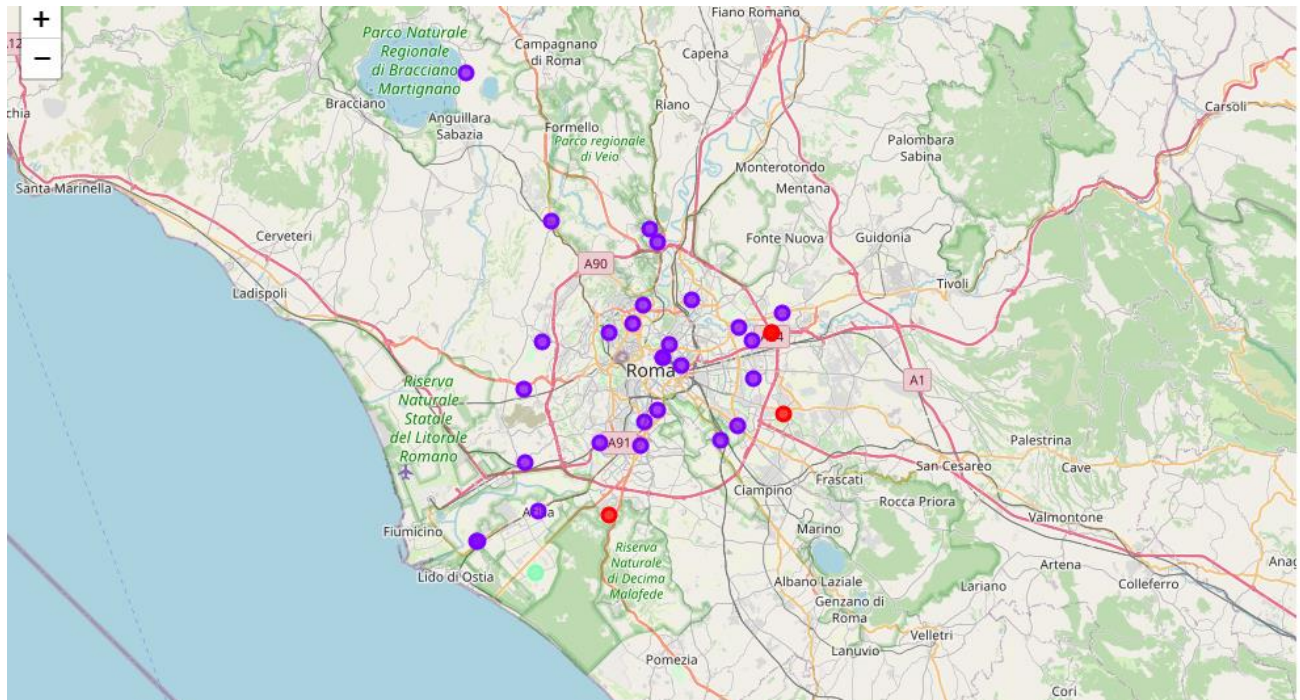 +
−
Fiano Romano
Parco Naturale
Regionale
di Bracciano
Martignano
Campagnano
di Roma
Capena
Bracciano
Riano
Carsoli
Anguillara
Sabazia
Formello
Parco regionale
di Veio
Palombara
Sabina
Monterotondo
Mentana
Santa Marinella
Cerveteri
Fonte Nuova
Guidonia
A90
Tivoli
Ladispoli
Roma
A1
Riserva
Naturale
Statale
del Litorale
Romano
A91
Palestrina
San Cesareo
Cave
Frascati
Ciampino
Rocca Priora
Valmontone
Fiumicino
Marino
Lido di Ostia
Riserva
Naturale
di Decima
Malafede
Artena
Albano Laziale
Lariano
Colleferro
Genzano di
Roma
Velletri
Lanuvio
Pomezia
Cori